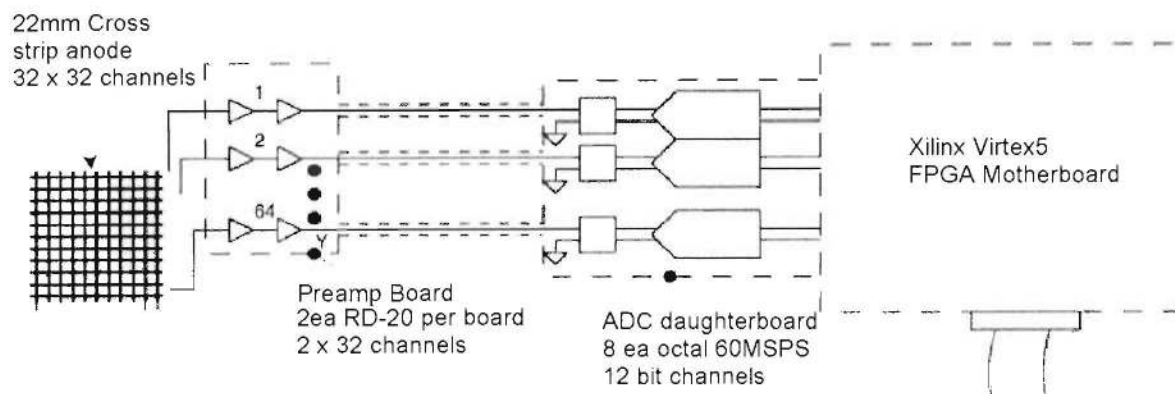 22mm Cross
strip anode
32 x 32 channels
1
2
64
Preamp Board
2ea RD-20 per board
2 x 32 channels
ADC daughterboard
8 ea octal 60MSPS
12 bit channels
Xilinx Virtex5
FPGA Motherboard